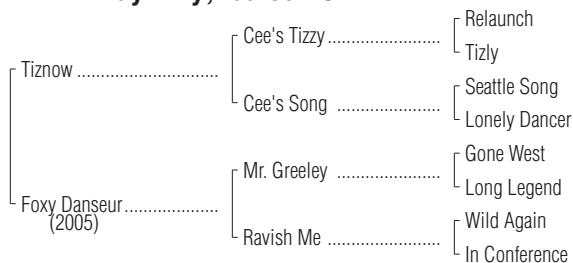 Relaunch
Cee's Tizzy ........................
Tizly
Tiznow ..............................
Seattle Song
Cee's Song ......................
Lonely Dancer
Gone West
Mr. Greeley ......................
Long Legend
Foxy Danseur....................
(2005)
Wild Again
Ravish Me ........................
In Conference